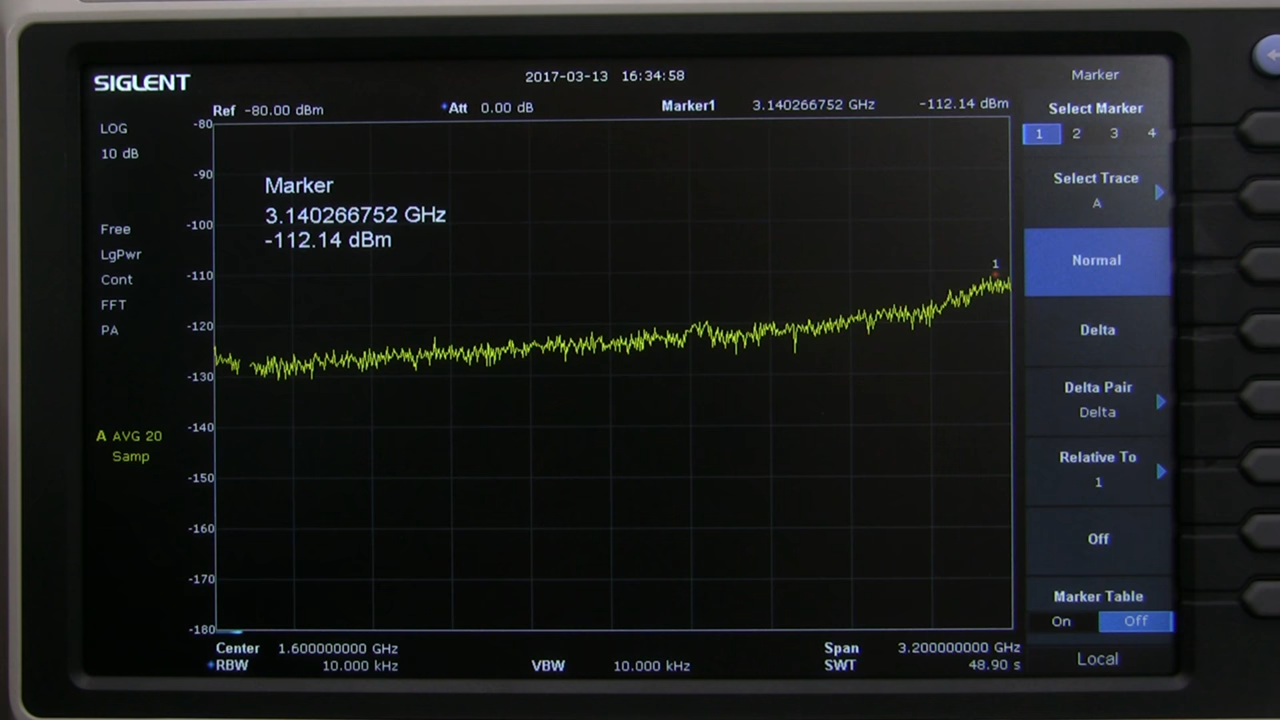 SIGLENT
2017-03-13 16:34:58
Marker
Ref -80.00 dBm
Att 0.00 dB
Marker1 3.140266752 GHz -112.14 dBm
Select Marker
1 2 3 4
LOG
10 dB
Free
LgPwr
Cont
FFT
PA
A AVG 20
Samp
-80
-90
-100
-110
-120
-130
-140
-150
-160
-170
-180
Marker
3.140266752 GHz
-112.14 dBm
1
Select Trace
A
Normal
Delta
Delta Pair
Delta
Relative To
1
Off
Marker Table
On Off
Local
Center 1.600000000 GHz
Span 3.200000000 GHz
RBW 10.000 kHz
VBW 10.000 kHz
SWT 48.90 s